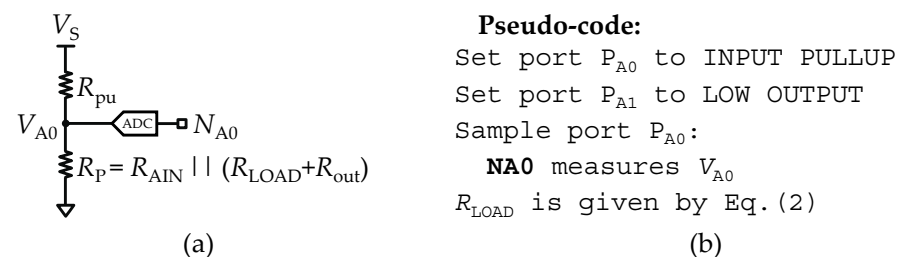 V_S
R_pu
V_A0
ADC
N_A0
R_P = R_AIN || (R_LOAD+R_out)
(a)
Pseudo-code:
Set port P_A0 to INPUT PULLUP
Set port P_A1 to LOW OUTPUT
Sample port P_A0:
NA0 measures V_A0
R_LOAD is given by Eq.(2)
(b)